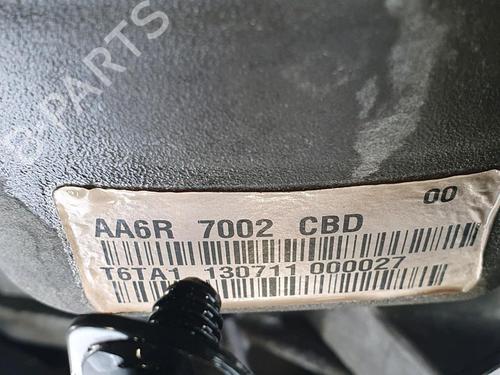 B PARTS
00
AA6R 7002 CBD
T6TA1 130711 000027